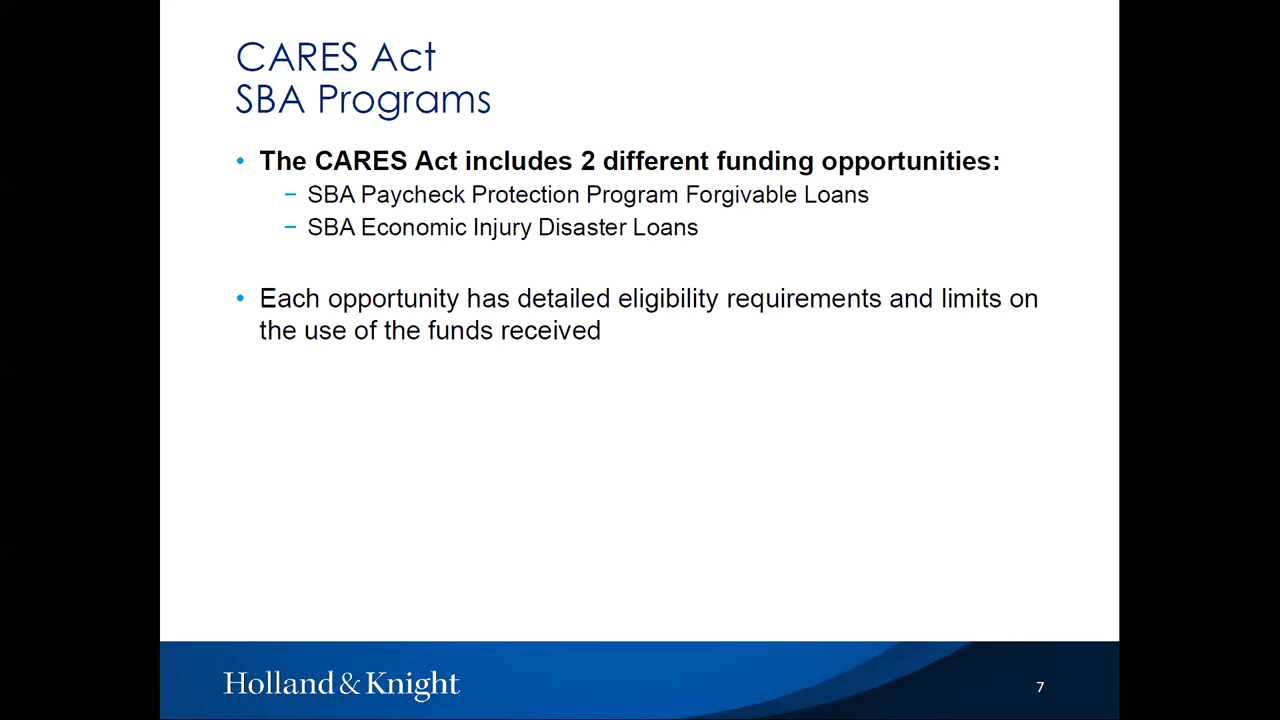 CARES Act
SBA Programs
• The CARES Act includes 2 different funding opportunities:
− SBA Paycheck Protection Program Forgivable Loans
− SBA Economic Injury Disaster Loans
• Each opportunity has detailed eligibility requirements and limits on
the use of the funds received
Holland & Knight
7